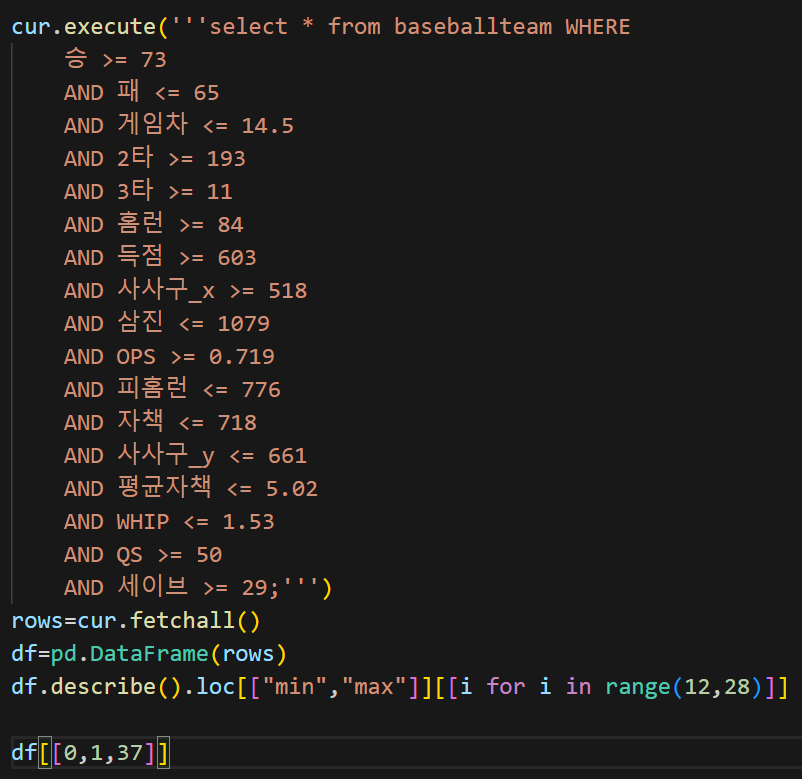 cur.execute('''select * from baseballteam WHERE
승 >= 73
AND 패 <= 65
AND 게임차 <= 14.5
AND 2타 >= 193
AND 3타 >= 11
AND 홈런 >= 84
AND 득점 >= 603
AND 사사구_x >= 518
AND 삼진 <= 1079
AND OPS >= 0.719
AND 피홈런 <= 776
AND 자책 <= 718
AND 사사구_y <= 661
AND 평균자책 <= 5.02
AND WHIP <= 1.53
AND QS >= 50
AND 세이브 >= 29;''')
rows=cur.fetchall()
df=pd.DataFrame(rows)
df.describe().loc[["min","max"]][[i for i in range(12,28)]]
df[[0,1,37]]